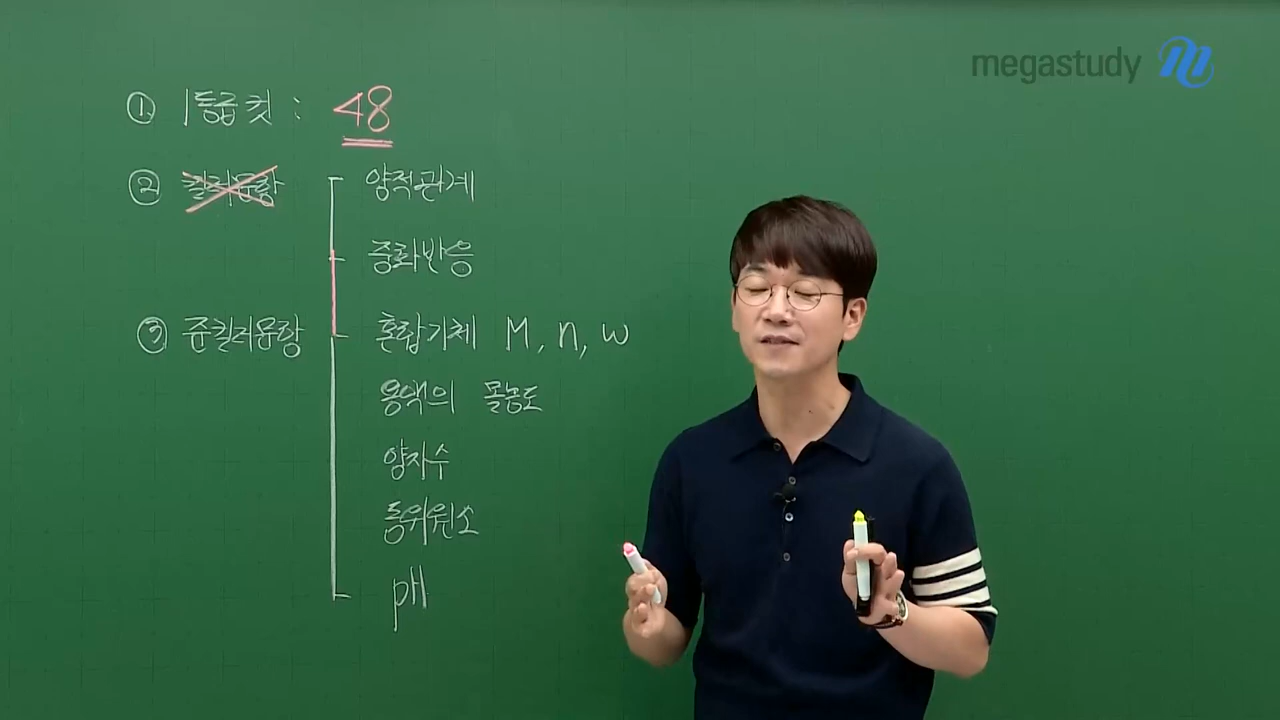 megastudy
① 1등급 컷 : 48
② 킬러문항 양적관계
중화반응
③ 준킬러문항 혼합기체 M, n, w
용액의 몰농도
양자수
동위원소
pH